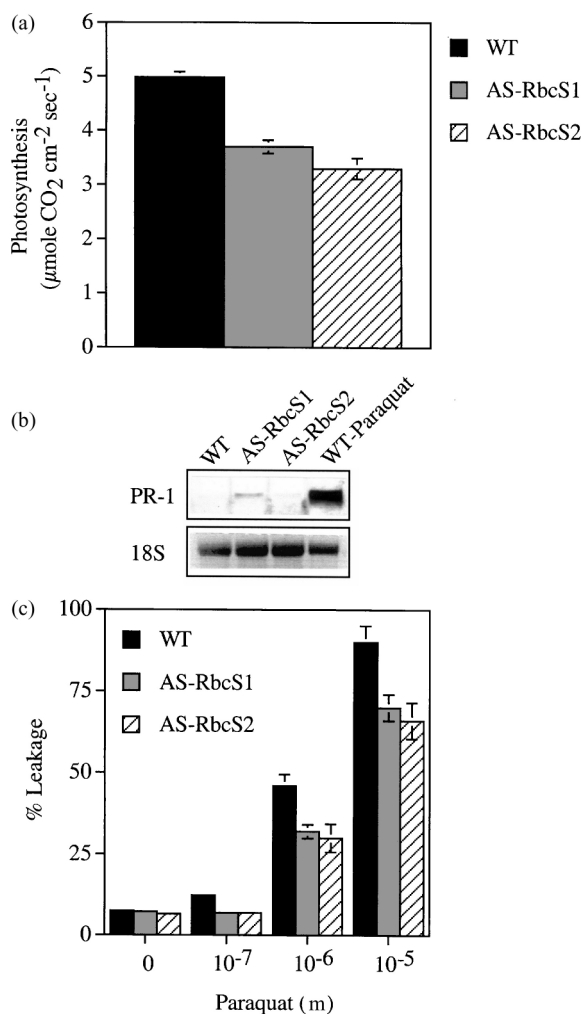 (a)
6
5
4
3
2
1
0
Photosynthesis
(μmole CO₂ cm⁻² sec⁻¹)
WT
AS-RbcS1
AS-RbcS2
(b)
WT
AS-RbcS1
AS-RbcS2
WT-Paraquat
PR-1
18S
(c)
100
75
50
25
0
% Leakage
WT
AS-RbcS1
AS-RbcS2
0 10⁻⁷ 10⁻⁶ 10⁻⁵
Paraquat (m)